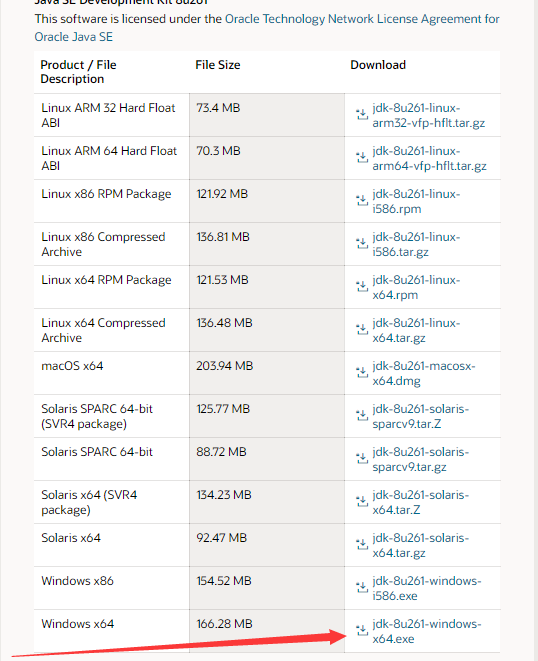 Java SE Development Kit 8u261
This software is licensed under the Oracle Technology Network License Agreement for
Oracle Java SE
Product / File
Description
File Size
Download
Linux ARM 32 Hard Float
ABI
73.4 MB
jdk-8u261-linux-
arm32-vfp-hflt.tar.gz
Linux ARM 64 Hard Float
ABI
70.3 MB
jdk-8u261-linux-
arm64-vfp-hflt.tar.gz
Linux x86 RPM Package
121.92 MB
jdk-8u261-linux-
i586.rpm
Linux x86 Compressed
Archive
136.81 MB
jdk-8u261-linux-
i586.tar.gz
Linux x64 RPM Package
121.53 MB
jdk-8u261-linux-
x64.rpm
Linux x64 Compressed
Archive
136.48 MB
jdk-8u261-linux-
x64.tar.gz
macOS x64
203.94 MB
jdk-8u261-macosx-
x64.dmg
Solaris SPARC 64-bit
(SVR4 package)
125.77 MB
jdk-8u261-solaris-
sparcv9.tar.Z
Solaris SPARC 64-bit
88.72 MB
jdk-8u261-solaris-
sparcv9.tar.gz
Solaris x64 (SVR4
package)
134.23 MB
jdk-8u261-solaris-
x64.tar.Z
Solaris x64
92.47 MB
jdk-8u261-solaris-
x64.tar.gz
Windows x86
154.52 MB
jdk-8u261-windows-
i586.exe
Windows x64
166.28 MB
jdk-8u261-windows-
x64.exe